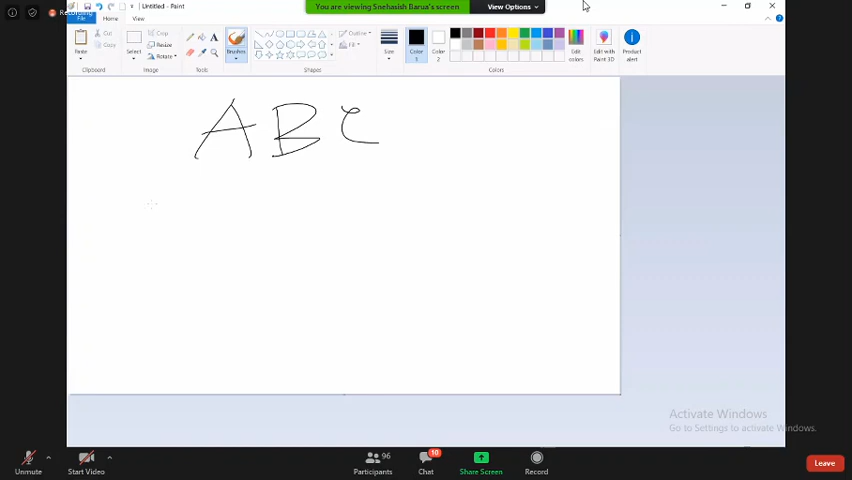 Recording
Untitled - Paint
You are viewing Snehasish Barua's screen
View Options
File
Home
View
Paste
Cut
Copy
Clipboard
Select
Crop
Resize
Rotate
Image
A
Tools
Brushes
Shapes
Outline
Fill
Size
Color
1
Color
2
Colors
Edit
colors
Edit with
Paint 3D
Product
alert
A B C
Activate Windows
Go to Settings to activate Windows.
Unmute
Start Video
96
Participants
10
Chat
Share Screen
Record
Leave